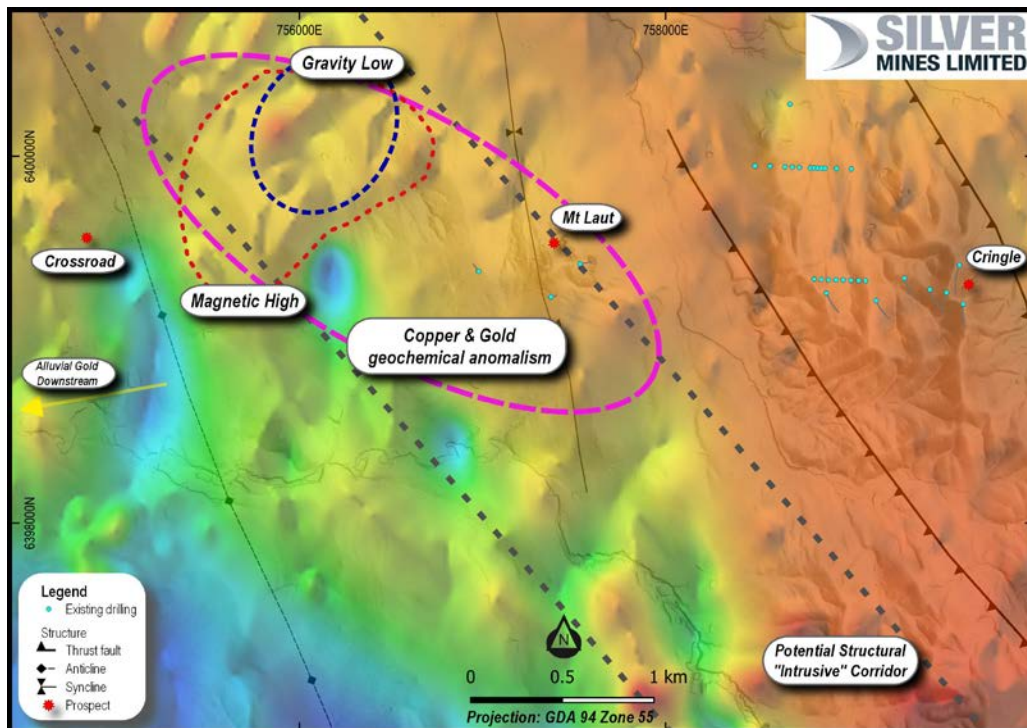 756000E
758000E
SILVER
MINES LIMITED
Gravity Low
6400000N
Mt Laut
Crossroad
Cringle
Magnetic High
Copper & Gold
geochemical anomalism
Alluvial Gold
Downstream
6398000N
Legend
Existing drilling
Structure
Thrust fault
Anticline
Syncline
Prospect
N
0 0.5 1 km
Projection: GDA 94 Zone 55
Potential Structural
"Intrusive" Corridor